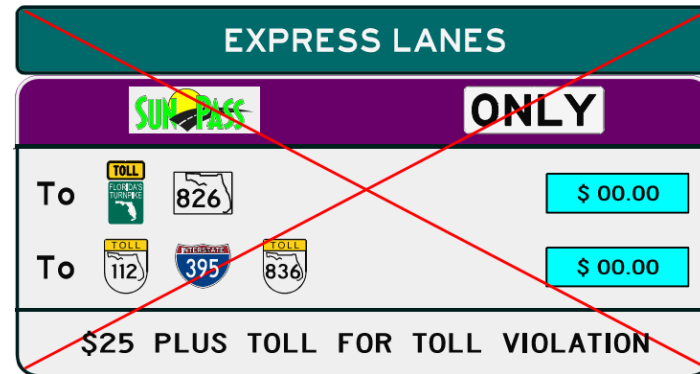 EXPRESS LANES
SUNPASS ONLY
TOLL
FLORIDA'S
TURNPIKE
To 826 $ 00.00
TOLL TOLL
INTERSTATE
To 112 395 836 $ 00.00
$25 PLUS TOLL FOR TOLL VIOLATION